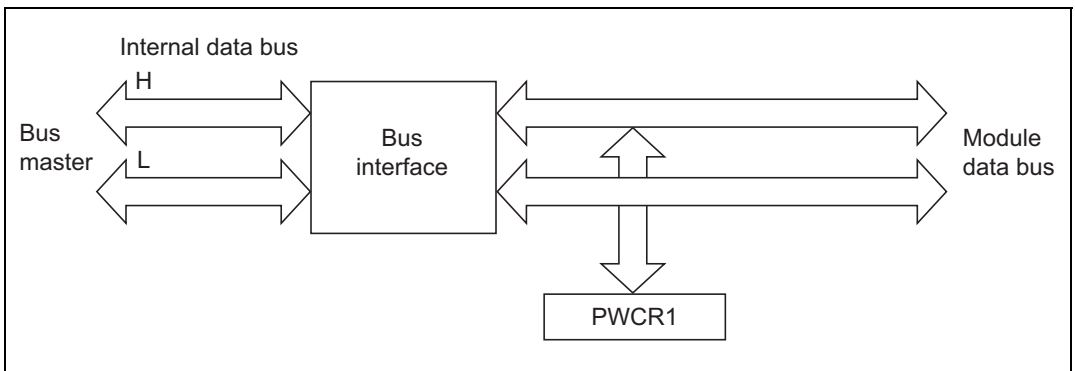 Internal data bus
H
Bus
master
L
Bus
interface
Module
data bus
PWCR1